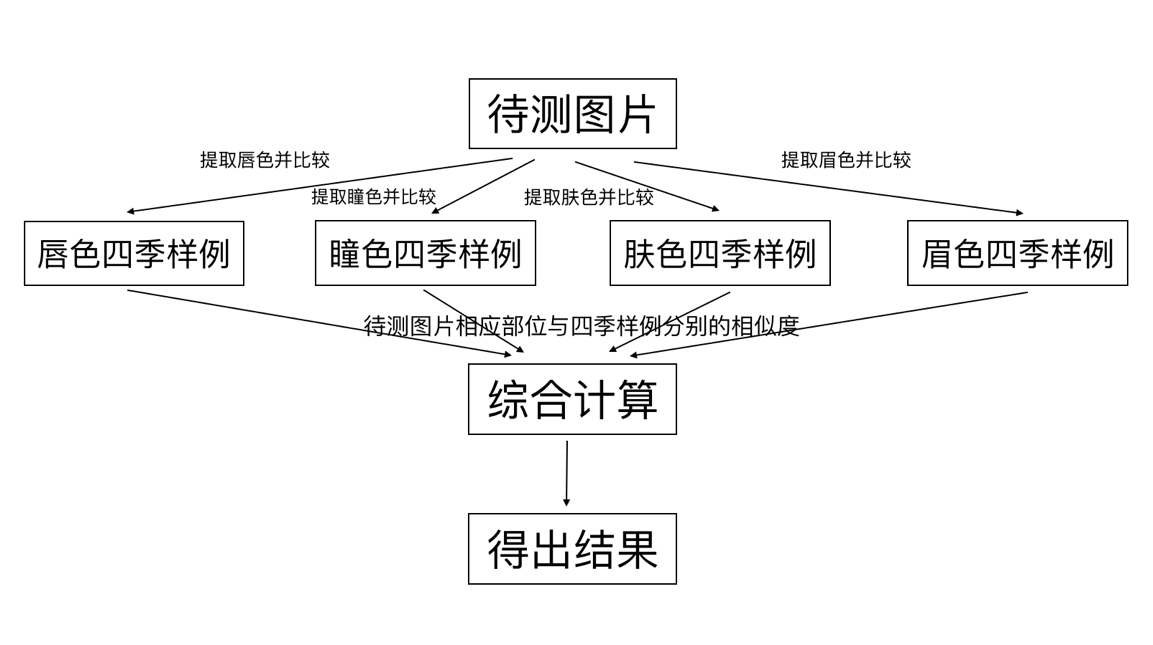 待测图片
提取唇色并比较
提取眉色并比较
提取瞳色并比较
提取肤色并比较
唇色四季样例
瞳色四季样例
肤色四季样例
眉色四季样例
待测图片相应部位与四季样例分别的相似度
综合计算
得出结果